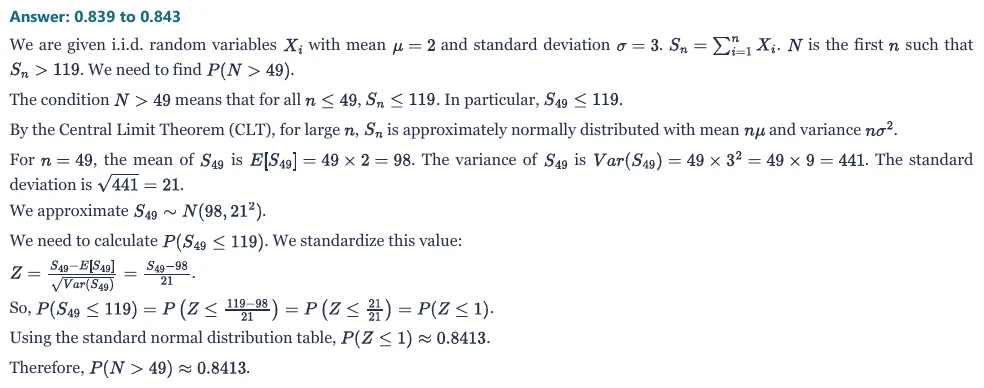 Answer: 0.839 to 0.843
We are given i.i.d. random variables X_i with mean μ = 2 and standard deviation σ = 3. S_n = ∑_{i=1}^n X_i. N is the first n such that
S_n > 119. We need to find P(N > 49).
The condition N > 49 means that for all n ≤ 49, S_n ≤ 119. In particular, S_49 ≤ 119.
By the Central Limit Theorem (CLT), for large n, S_n is approximately normally distributed with mean nμ and variance nσ².
For n = 49, the mean of S_49 is E[S_49] = 49 × 2 = 98. The variance of S_49 is Var(S_49) = 49 × 3² = 49 × 9 = 441. The standard
deviation is √441 = 21.
We approximate S_49 ∼ N(98, 21²).
We need to calculate P(S_49 ≤ 119). We standardize this value:
Z = (S_49−E[S_49])/√Var(S_49) = (S_49−98)/21.
So, P(S_49 ≤ 119) = P(Z ≤ (119−98)/21) = P(Z ≤ 21/21) = P(Z ≤ 1).
Using the standard normal distribution table, P(Z ≤ 1) ≈ 0.8413.
Therefore, P(N > 49) ≈ 0.8413.